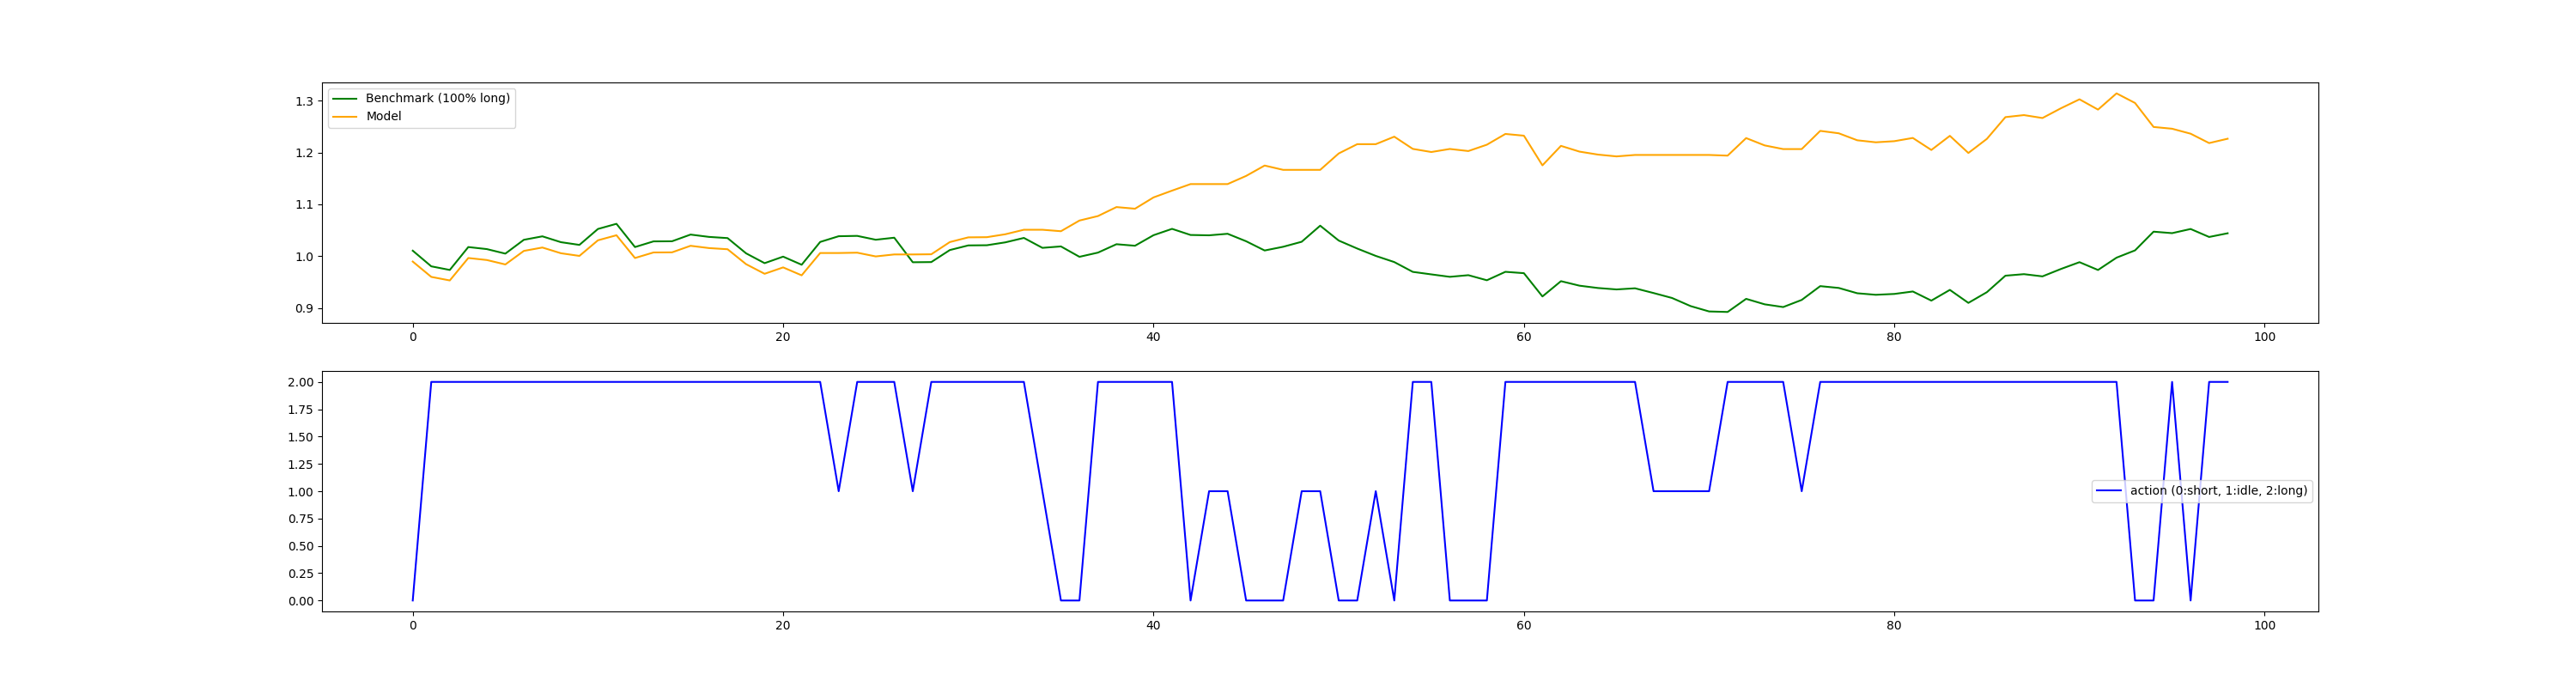 Benchmark (100% long)
Model
1.3
1.2
1.1
1.0
0.9
0 20 40 60 80 100
2.00
1.75
1.50
1.25
1.00
0.75
0.50
0.25
0.00
action (0:short, 1:idle, 2:long)
0 20 40 60 80 100